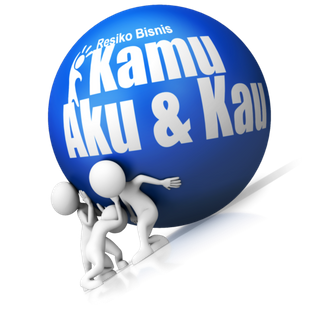 Resiko Bisnis
Kamu
Aku & Kau